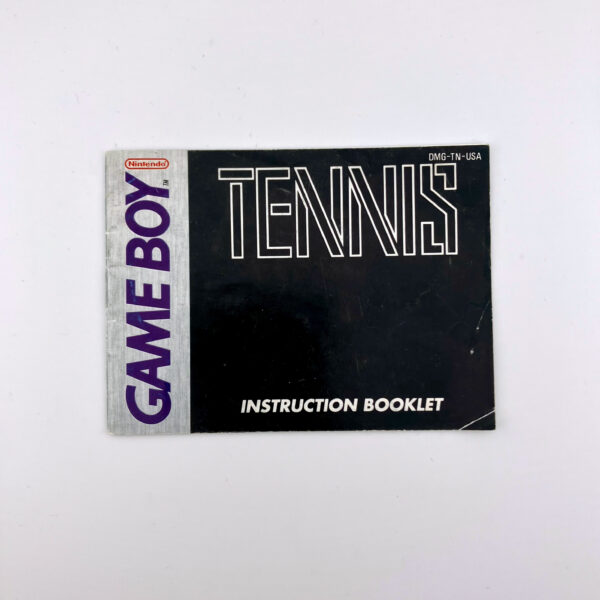 Nintendo
GAME BOY
TM
DMG-TN-USA
TENNIS
INSTRUCTION BOOKLET